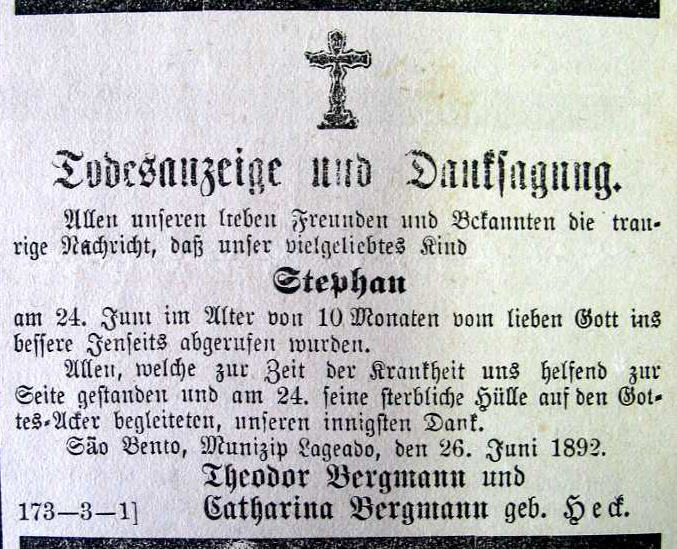 Todesanzeige und Danksagung.
Allen unseren lieben Freunden und Bekannten die trau-
rige Nachricht, daß unser vielgeliebtes Kind
Stephan
am 24. Juni im Alter von 10 Monaten vom lieben Gott ins
bessere Jenseits abgerufen wurden.
Allen, welche zur Zeit der Krankheit uns helfend zur
Seite gestanden und am 24. seine sterbliche Hülle auf den Got-
tes-Acker begleiteten, unseren innigsten Dank.
São Bento, Munizip Lageado, den 26. Juni 1892.
Theodor Bergmann und
173—3—1] Catharina Bergmann geb. Heck.